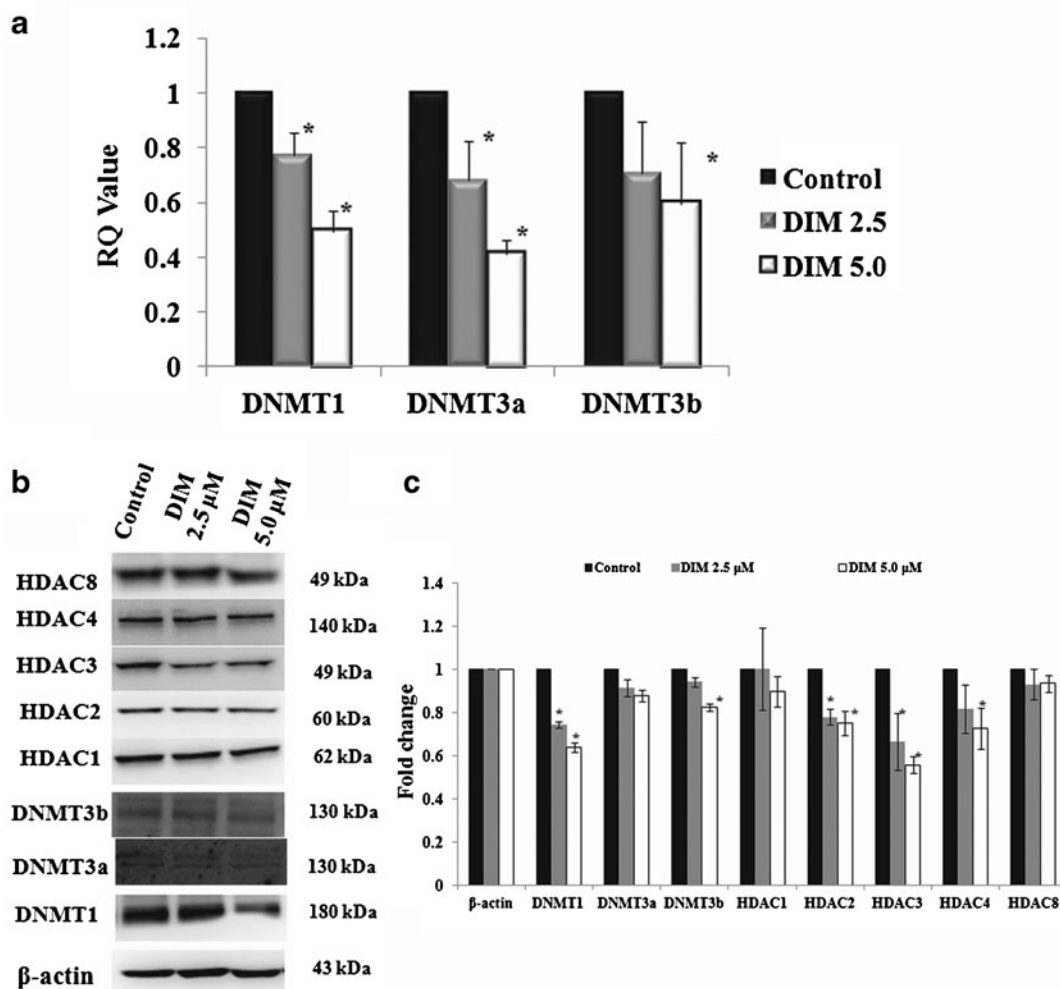 a
1.2
1
0.8
0.6
0.4
0.2
0
RQ Value
* * * * *
DNMT1 DNMT3a DNMT3b
Control
DIM 2.5
DIM 5.0
b
Control DIM 2.5 μM DIM 5.0 μM
HDAC8 49 kDa
HDAC4 140 kDa
HDAC3 49 kDa
HDAC2 60 kDa
HDAC1 62 kDa
DNMT3b 130 kDa
DNMT3a 130 kDa
DNMT1 180 kDa
β-actin 43 kDa
c
Control DIM 2.5 μM DIM 5.0 μM
1.4
1.2
1
0.8
0.6
0.4
0.2
0
Fold change
* * * * * * * *
β-actin DNMT1 DNMT3a DNMT3b HDAC1 HDAC2 HDAC3 HDAC4 HDAC8